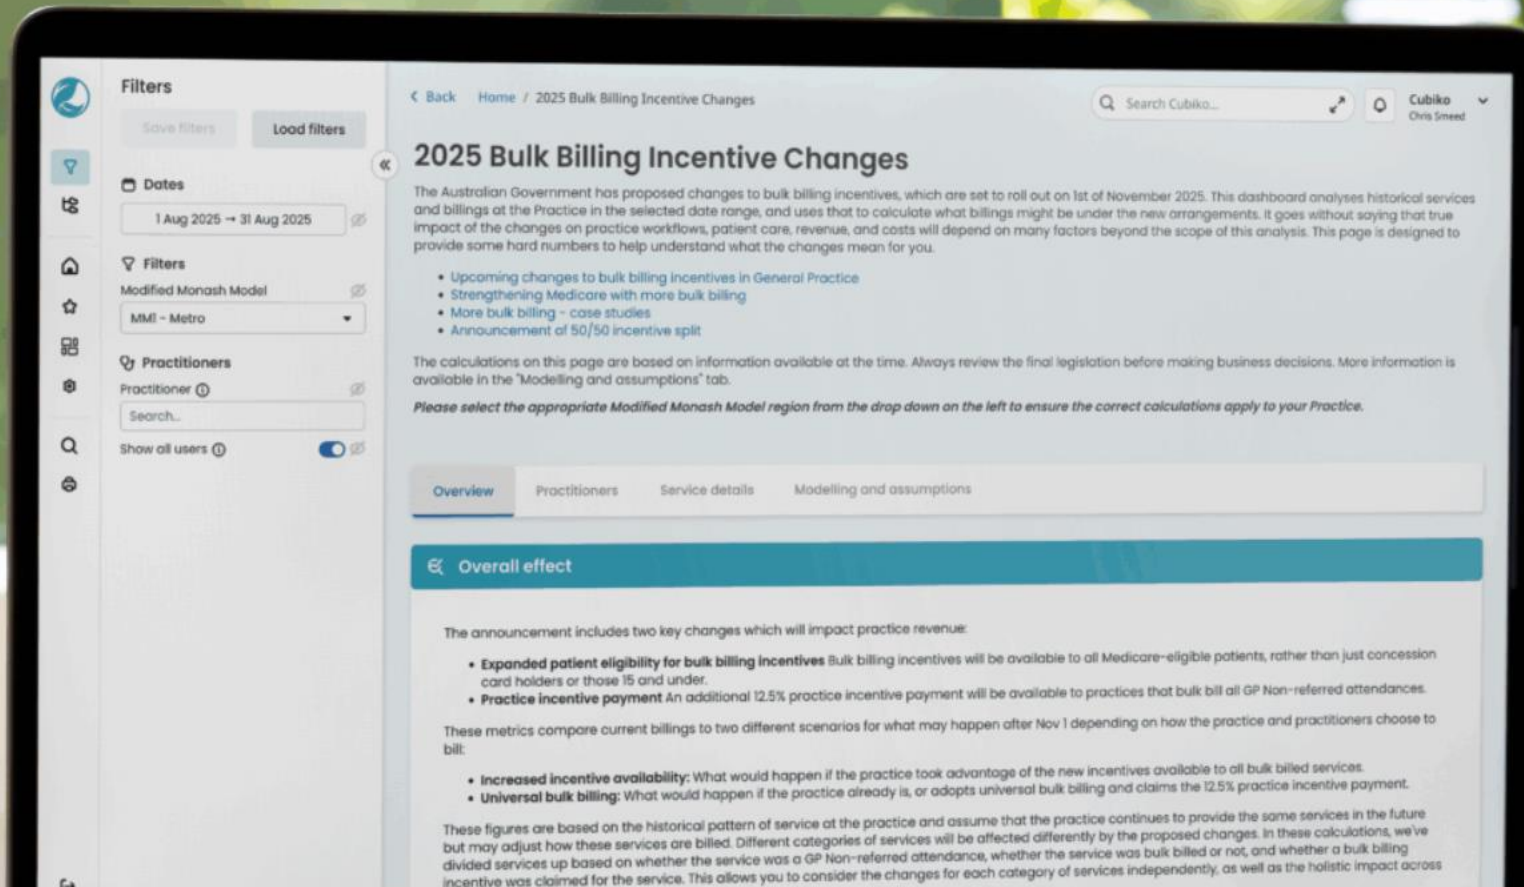 Filters
Save filters
Load filters
Dates
1 Aug 2025 → 31 Aug 2025
Filters
Modified Monash Model
MM1 - Metro
Practitioners
Practitioner
Search...
Show all users
Back Home / 2025 Bulk Billing Incentive Changes
Search Cubiko...
Cubiko
Chris Smeed
2025 Bulk Billing Incentive Changes
The Australian Government has proposed changes to bulk billing incentives, which are set to roll out on 1st of November 2025. This dashboard analyses historical services
and billings at the Practice in the selected date range, and uses that to calculate what billings might be under the new arrangements. It goes without saying that true
impact of the changes on practice workflows, patient care, revenue, and costs will depend on many factors beyond the scope of this analysis. This page is designed to
provide some hard numbers to help understand what the changes mean for you.
• Upcoming changes to bulk billing incentives in General Practice
• Strengthening Medicare with more bulk billing
• More bulk billing - case studies
• Announcement of 50/50 incentive split
The calculations on this page are based on information available at the time. Always review the final legislation before making business decisions. More information is
available in the "Modelling and assumptions" tab.
Please select the appropriate Modified Monash Model region from the drop down on the left to ensure the correct calculations apply to your Practice.
Overview Practitioners Service details Modelling and assumptions
Overall effect
The announcement includes two key changes which will impact practice revenue:
• Expanded patient eligibility for bulk billing incentives Bulk billing incentives will be available to all Medicare-eligible patients, rather than just concession
card holders or those 15 and under.
• Practice incentive payment An additional 12.5% practice incentive payment will be available to practices that bulk bill all GP Non-referred attendances.
These metrics compare current billings to two different scenarios for what may happen after Nov 1 depending on how the practice and practitioners choose to
bill:
• Increased incentive availability: What would happen if the practice took advantage of the new incentives available to all bulk billed services.
• Universal bulk billing: What would happen if the practice already is, or adopts universal bulk billing and claims the 12.5% practice incentive payment.
These figures are based on the historical pattern of service at the practice and assume that the practice continues to provide the same services in the future
but may adjust how these services are billed. Different categories of services will be affected differently by the proposed changes. In these calculations, we've
divided services up based on whether the service was a GP Non-referred attendance, whether the service was bulk billed or not, and whether a bulk billing
incentive was claimed for the service. This allows you to consider the changes for each category of services independently, as well as the holistic impact across